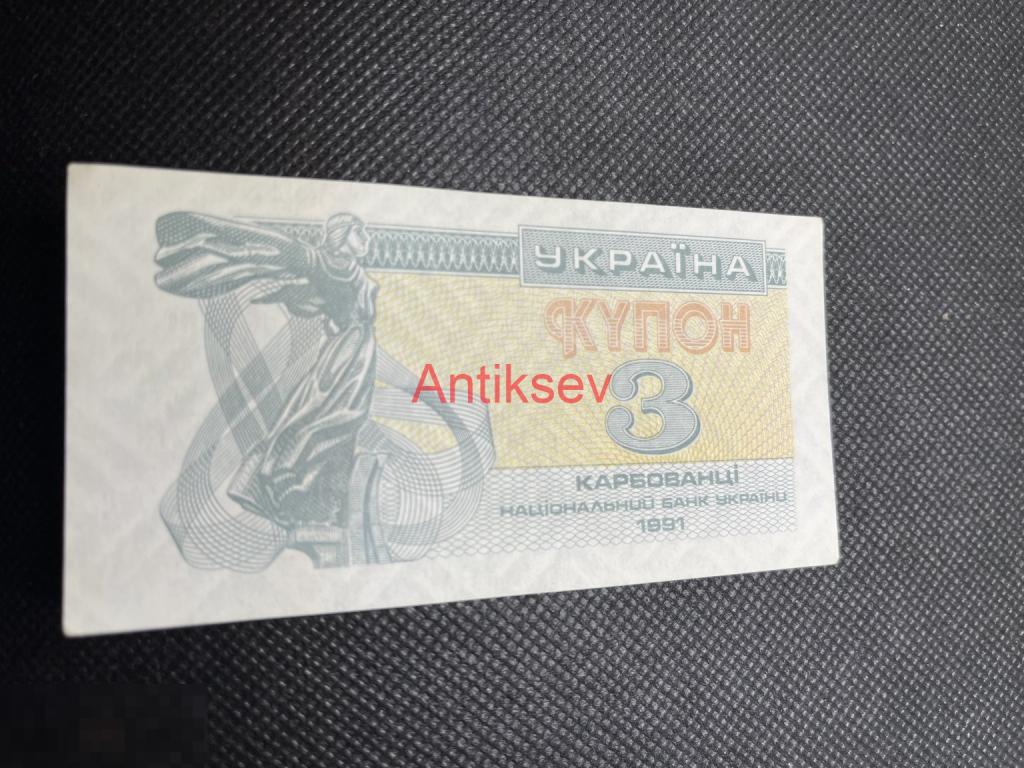 УКРАЇНА
КУПОН
Antiksev
3
КАРБОВАНЦІ
НАЦІОНАЛЬНИЙ БАНК УКРАЇНИ
1991